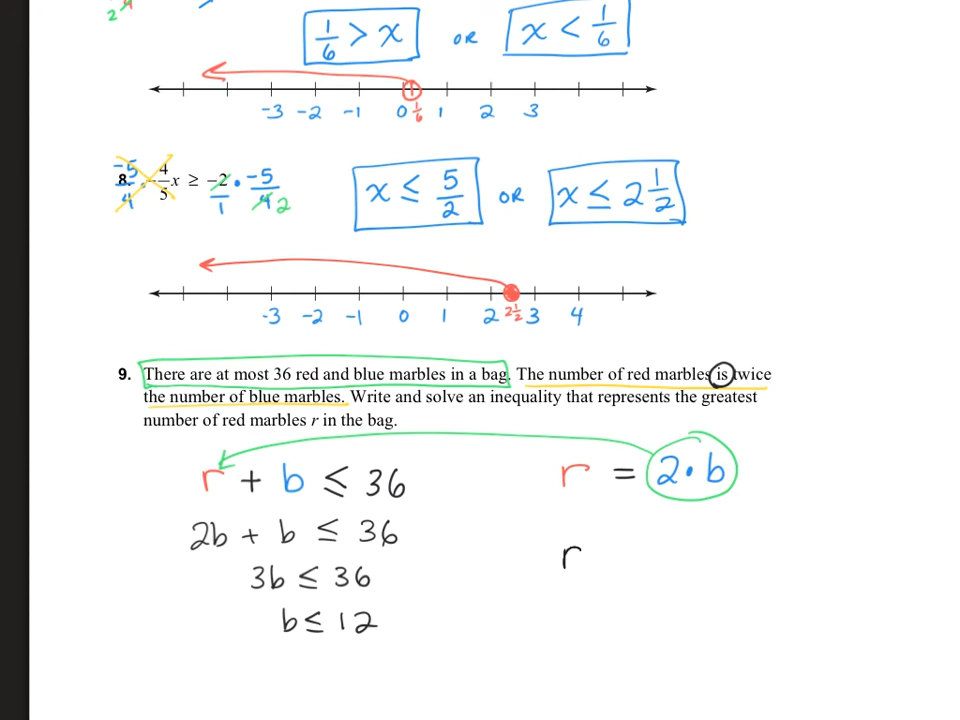 2
1/6 > x or x < 1/6
-3 -2 -1 0 1/6 1 2 3
8. -5/4 · -4/5 x ≥ -2/1 · -5/4 2 x ≤ 5/2 OR x ≤ 2 1/2
-3 -2 -1 0 1 2 2 1/2 3 4
9. There are at most 36 red and blue marbles in a bag. The number of red marbles is twice
the number of blue marbles. Write and solve an inequality that represents the greatest
number of red marbles r in the bag.
r + b ≤ 36 r = 2·b
2b + b ≤ 36
r
3b ≤ 36
b ≤ 12